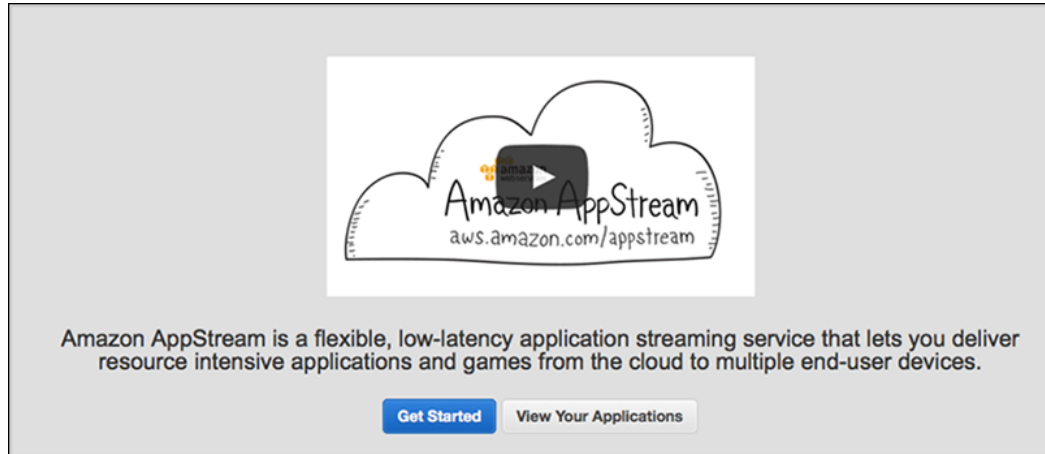 amazon
Amazon AppStream
aws.amazon.com/appstream
Amazon AppStream is a flexible, low-latency application streaming service that lets you deliver
resource intensive applications and games from the cloud to multiple end-user devices.
Get Started
View Your Applications